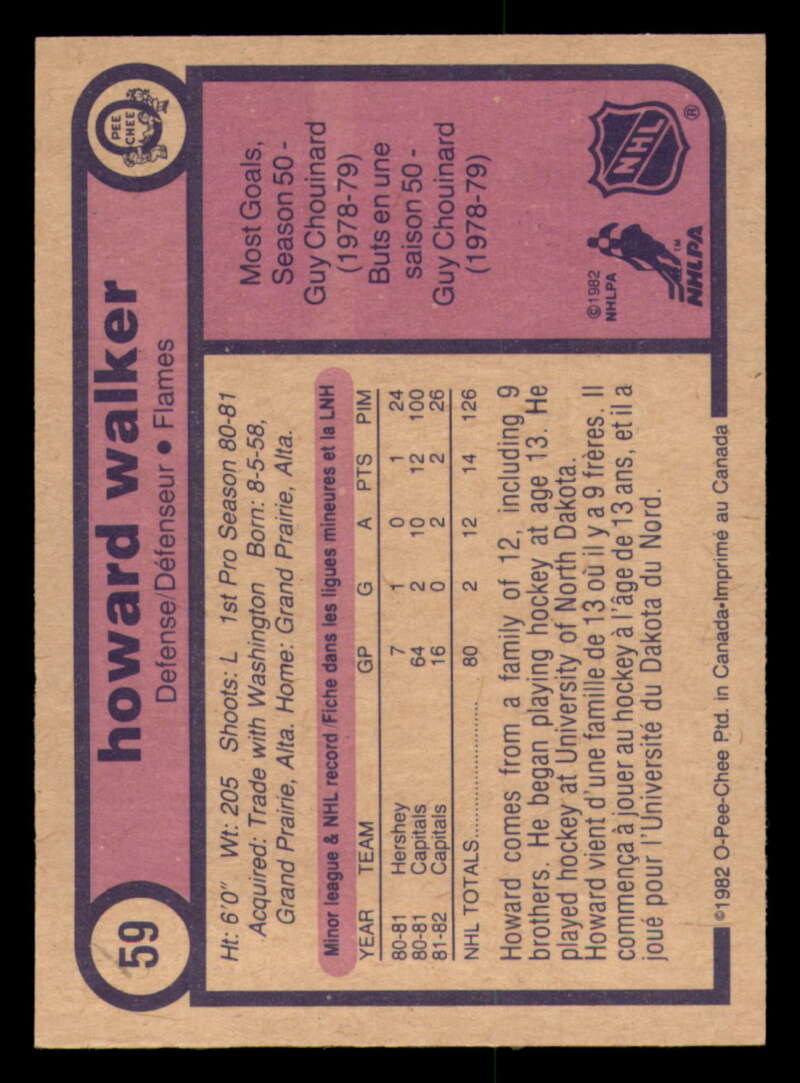 59
howard walker
Defense/Défenseur • Flames
O
PEE
CHEE
Ht: 6'0" Wt: 205 Shoots: L 1st Pro Season 80-81
Acquired: Trade with Washington Born: 8-5-58,
Grand Prairie, Alta. Home: Grand Prairie, Alta.
Minor league & NHL record/Fiche dans les ligues mineures et la LNH
YEAR TEAM GP G A PTS PIM
80-81 Hershey 7 1 0 1 24
80-81 Capitals 64 2 10 12 100
81-82 Capitals 16 0 2 2 26
NHL TOTALS.............................. 80 2 12 14 126
Howard comes from a family of 12, including 9
brothers. He began playing hockey at age 13. He
played hockey at University of North Dakota.
Howard vient d'une famille de 13 où il y a 9 frères. Il
commença à jouer au hockey à l'âge de 13 ans, et il a
joué pour l'Université du Dakota du Nord.
Most Goals,
Season 50 -
Guy Chouinard
(1978-79)
Buts en une
saison 50 -
Guy Chouinard
(1978-79)
©1982
NHLPA
NHLPA™
NHL®
©1982 O-Pee-Chee Ptd. in Canada•Imprimé au Canada